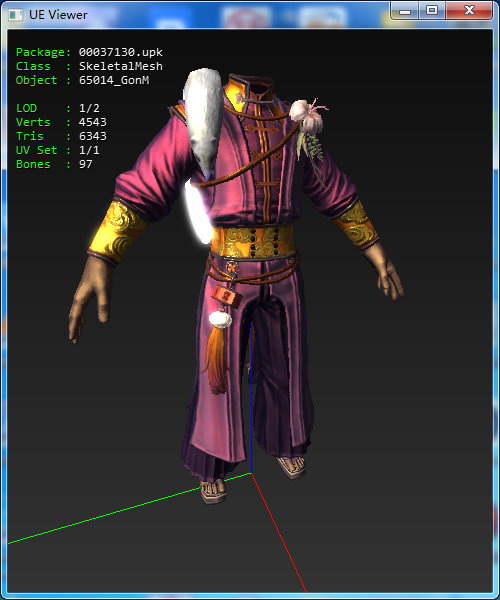 UE Viewer
Package: 00037130.upk
Class : SkeletalMesh
Object : 65014_GonM
LOD : 1/2
Verts : 4543
Tris : 6343
UV Set : 1/1
Bones : 97